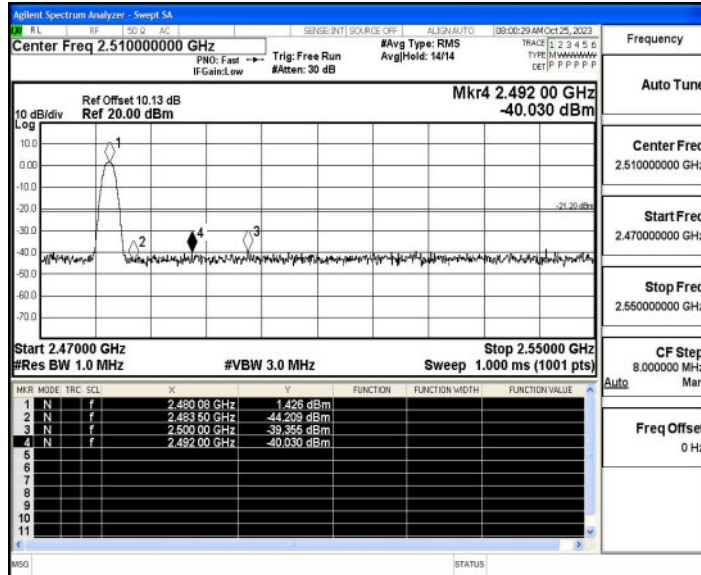 Agilent Spectrum Analyzer - Swept SA
RL RF 50 Ω AC SENSE:INT SOURCE OFF ALIGNAUTO 08:00:29 AM Oct 25, 2023
Center Freq 2.510000000 GHz
PNO: Fast
IFGain:Low
Trig: Free Run
#Atten: 30 dB
#Avg Type: RMS
Avg|Hold: 14/14
TRACE 1 2 3 4 5 6
TYPE M
DET P P P P P P
Ref Offset 10.13 dB
10 dB/div Ref 20.00 dBm
Log
Mkr4 2.492 00 GHz
-40.030 dBm
10.0
0.00
-10.0
-20.0
-30.0
-40.0
-50.0
-60.0
-70.0
1
2
4
3
-21.20 dBm
Start 2.47000 GHz Stop 2.55000 GHz
#Res BW 1.0 MHz #VBW 3.0 MHz Sweep 1.000 ms (1001 pts)
MKR MODE TRC SCL X Y FUNCTION FUNCTION WIDTH FUNCTION VALUE
1 N f 2.480 08 GHz 1.426 dBm
2 N f 2.483 50 GHz -44.209 dBm
3 N f 2.500 00 GHz -39.355 dBm
4 N f 2.492 00 GHz -40.030 dBm
5
6
7
8
9
10
11
MSG STATUS
Frequency
Auto Tune
Center Freq
2.510000000 GHz
Start Freq
2.470000000 GHz
Stop Freq
2.550000000 GHz
CF Step
8.000000 MHz
Auto Man
Freq Offset
0 Hz